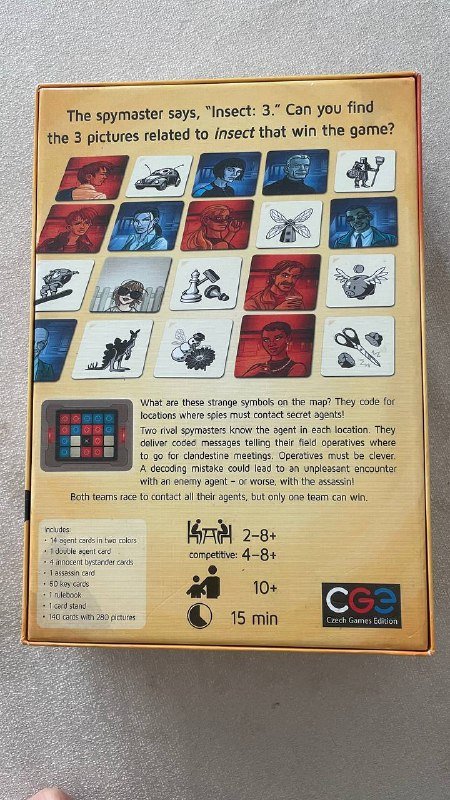 The spymaster says, "Insect: 3." Can you find
the 3 pictures related to insect that win the game?
What are these strange symbols on the map? They code for
locations where spies must contact secret agents!
Two rival spymasters know the agent in each location. They
deliver coded messages telling their field operatives where
to go for clandestine meetings. Operatives must be clever.
A decoding mistake could lead to an unpleasant encounter
with an enemy agent – or worse, with the assassin!
Both teams race to contact all their agents, but only one team can win.
Includes:
• 14 agent cards in two colors
• 1 double agent card
• 4 innocent bystander cards
• 1 assassin card
• 60 key cards
• 1 rulebook
• 1 card stand
• 140 cards with 280 pictures
2–8+
competitive: 4–8+
10+
15 min
CGE
Czech Games Edition